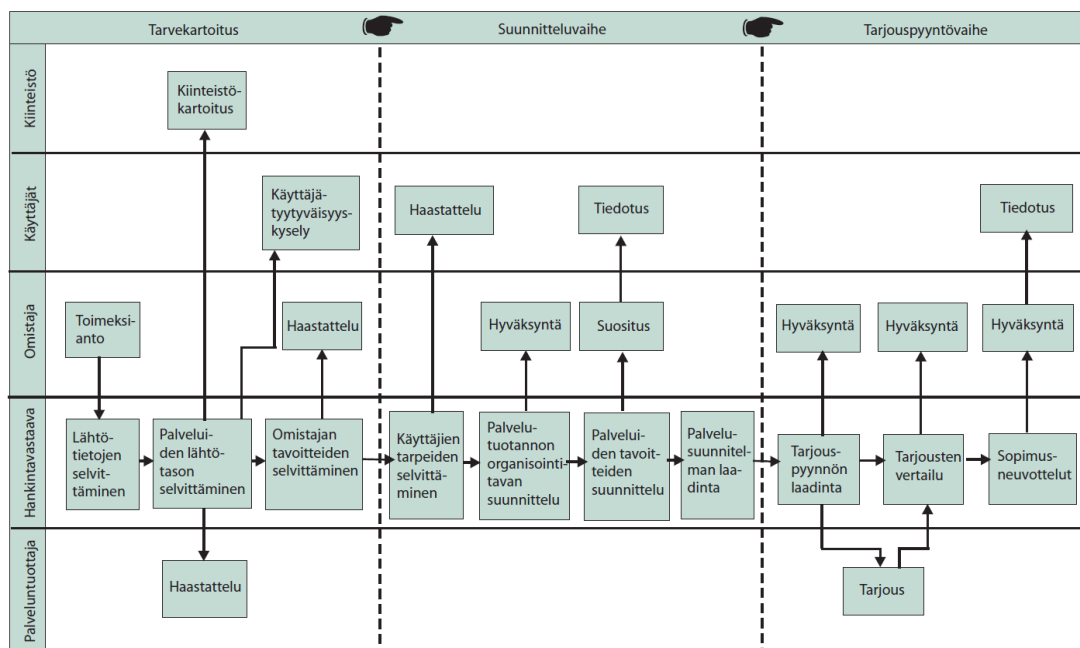 Tarvekartoitus
Suunnitteluvaihe
Tarjouspyyntövaihe
Kiinteistö
Kiinteistö-
kartoitus
Käyttäjät
Käyttäjä-
tyytyväisyys-
kysely
Haastattelu
Tiedotus
Tiedotus
Omistaja
Toimeksi-
anto
Haastattelu
Hyväksyntä
Suositus
Hyväksyntä
Hyväksyntä
Hyväksyntä
Hankintavastaava
Lähtö-
tietojen
selvit-
täminen
Palvelui-
den lähtö-
tason
selvittäminen
Omistajan
tavoitteiden
selvittäminen
Käyttäjien
tarpeiden
selvittä-
minen
Palvelu-
tuotannon
organisointi-
tavan
suunnittelu
Palvelui-
den tavoit-
teiden
suunnittelu
Palvelu-
suunnitel-
man laa-
dinta
Tarjous-
pyynnön
laadinta
Tarjousten
vertailu
Sopimus-
neuvottelut
Palveluntuottaja
Haastattelu
Tarjous